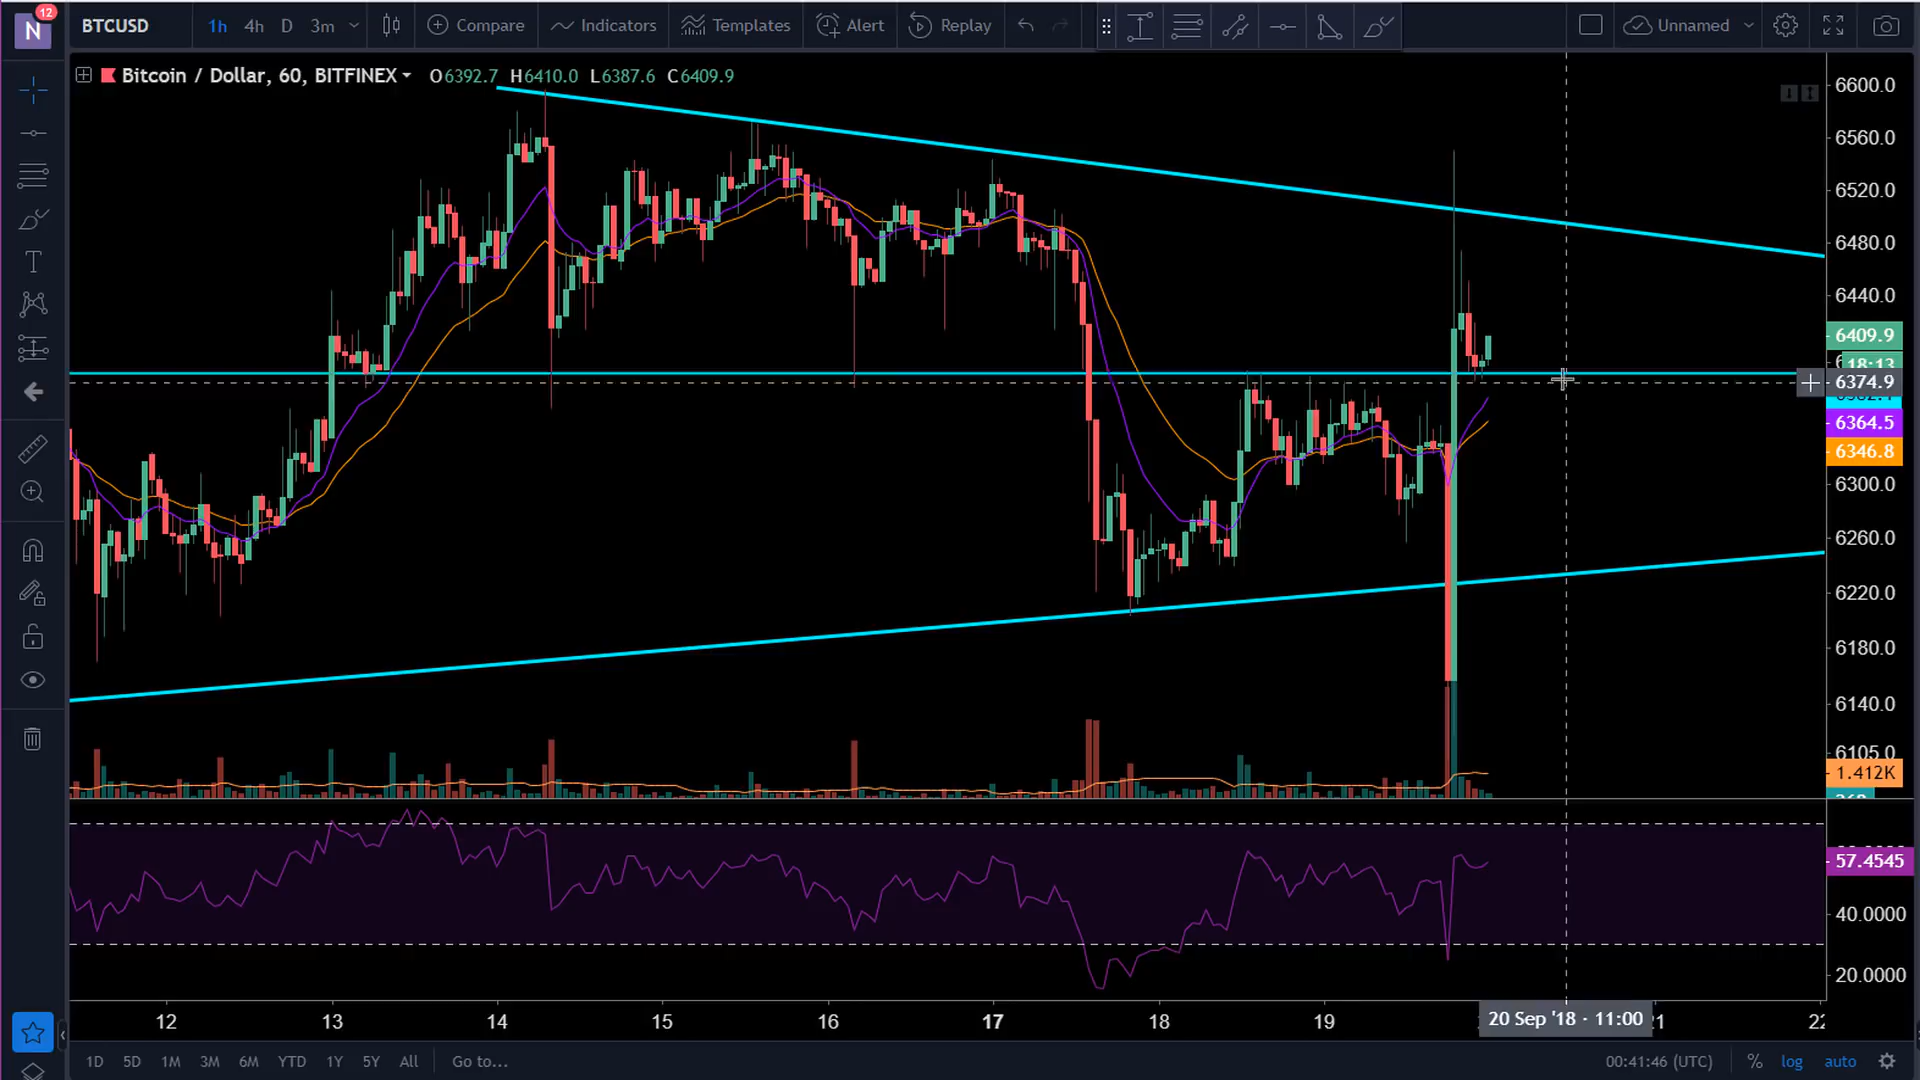 12
N
BTCUSD 1h 4h D 3m Compare Indicators Templates Alert Replay Unnamed
Bitcoin / Dollar, 60, BITFINEX O6392.7 H6410.0 L6387.6 C6409.9
T
6600.0
6560.0
6520.0
6480.0
6440.0
6409.9
18:13
6374.9
6364.5
6346.8
6300.0
6260.0
6220.0
6180.0
6140.0
6105.0
1.412K
57.4545
40.0000
20.0000
12 13 14 15 16 17 18 19 20 Sep '18 · 11:00
1D 5D 1M 3M 6M YTD 1Y 5Y All Go to... 00:41:46 (UTC) % log auto